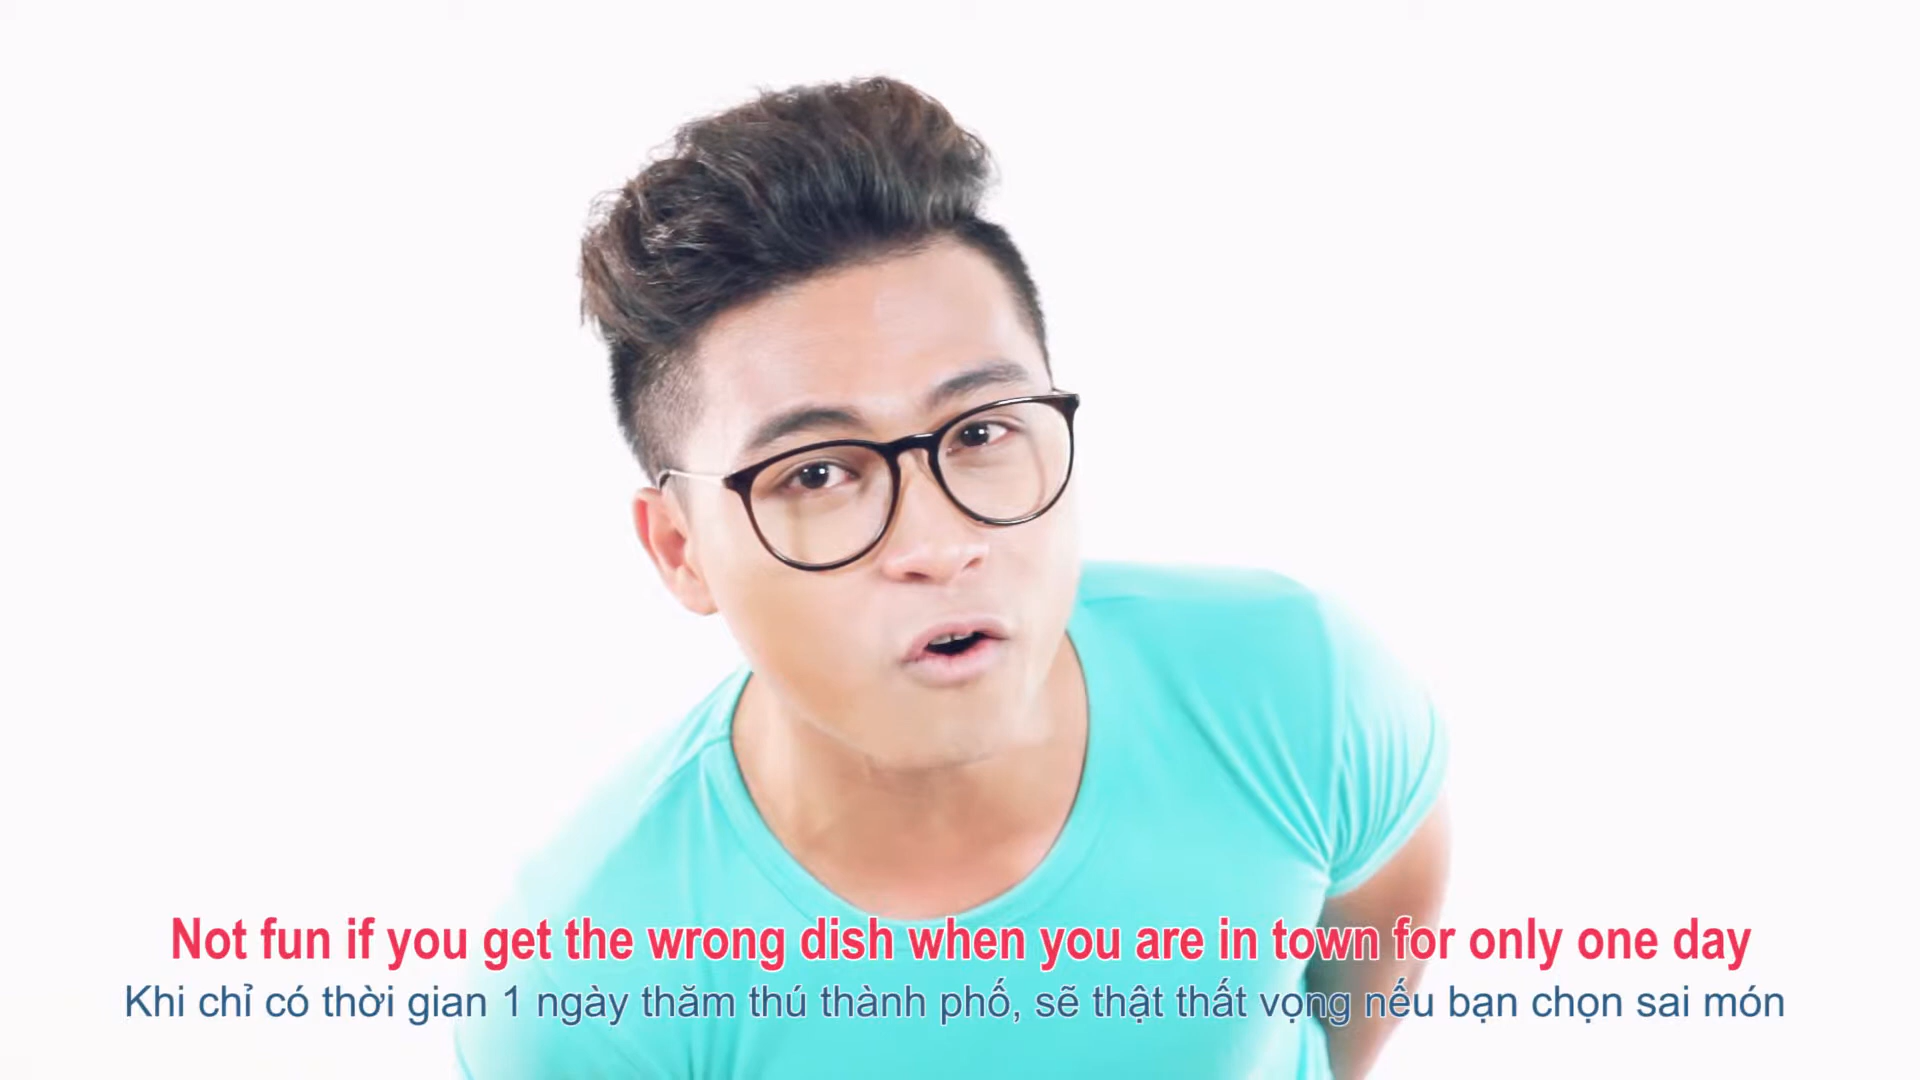 Not fun if you get the wrong dish when you are in town for only one day
Khi chỉ có thời gian 1 ngày thăm thú thành phố, sẽ thật thất vọng nếu bạn chọn sai món